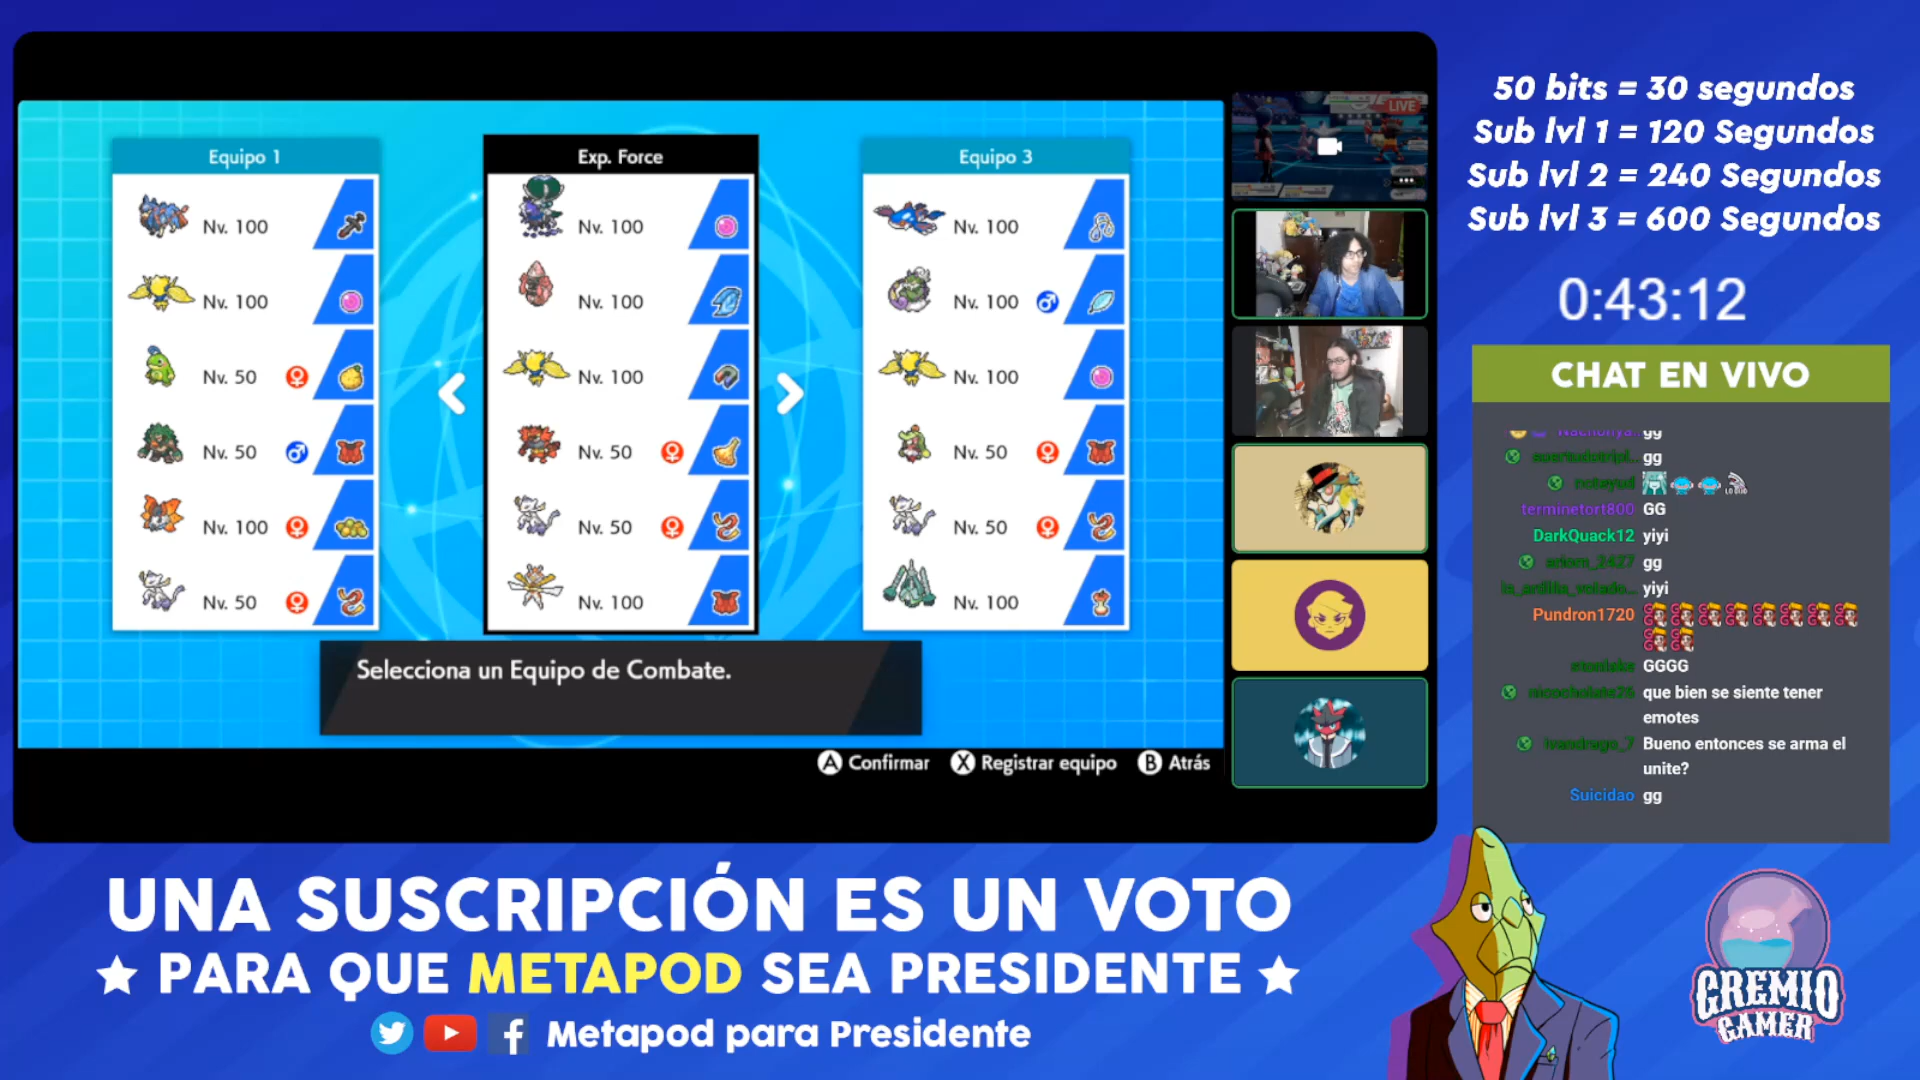 Equipo 1
Nv. 100
Nv. 100
Nv. 50
Nv. 50
Nv. 100
Nv. 50
Exp. Force
Nv. 100
Nv. 100
Nv. 100
Nv. 50
Nv. 50
Nv. 100
Equipo 3
Nv. 100
Nv. 100
Nv. 100
Nv. 50
Nv. 50
Nv. 100
Selecciona un Equipo de Combate.
A Confirmar X Registrar equipo B Atrás
LIVE
50 bits = 30 segundos
Sub lvl 1 = 120 Segundos
Sub lvl 2 = 240 Segundos
Sub lvl 3 = 600 Segundos
0:43:12
CHAT EN VIVO
gg
gg
noteyud
terminetort800 GG
DarkQuack12 yiyi
gg
yiyi
Pundron1720
GGGG
que bien se siente tener
emotes
ivandrago_7 Bueno entonces se arma el
unite?
Suicidao gg
UNA SUSCRIPCIÓN ES UN VOTO
PARA QUE METAPOD SEA PRESIDENTE
Metapod para Presidente
GREMIO
GAMER